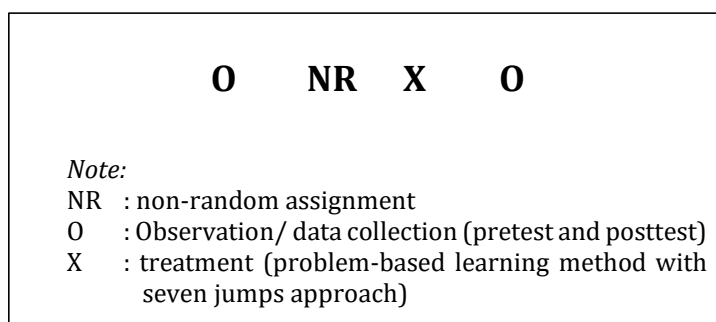 O NR X O
Note:
NR : non-random assignment
O : Observation/ data collection (pretest and posttest)
X : treatment (problem-based learning method with
seven jumps approach)